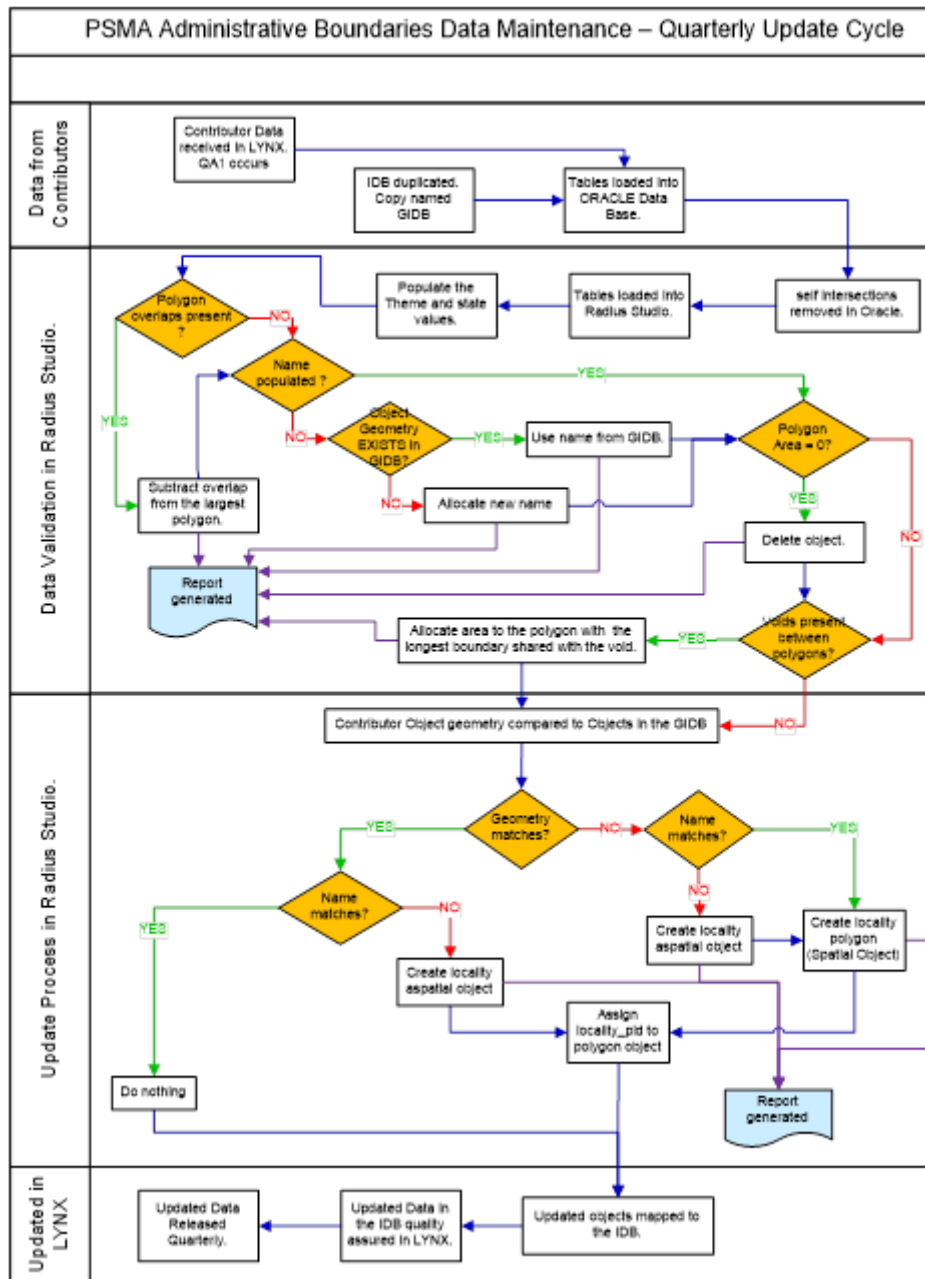 PSMA Administrative Boundaries Data Maintenance – Quarterly Update Cycle
Data from
Contributors
Contributor Data
received in LYNX.
QA1 occurs
IDB duplicated.
Copy named
GIDB
Tables loaded into
ORACLE Data
Base.
Data Validation in Radius Studio.
Polygon
overlaps present
?
Populate the
Theme and state
values.
Tables loaded into
Radius Studio.
self intersections
removed in Oracle.
NO
Name
populated ?
YES
YES
NO
Object
Geometry
EXISTS in
GIDB?
YES
Use name from GIDB.
Polygon
Area = 0?
NO
Allocate new name
YES
NO
Subtract overlap
from the largest
polygon.
Delete object.
Report
generated
Allocate area to the polygon with the
longest boundary shared with the void.
YES
Voids present
between
polygons?
NO
Update Process in Radius Studio.
Contributor Object geometry compared to Objects in the GIDB
Geometry
matches?
YES
NO
Name
matches?
YES
Name
matches?
YES
NO
NO
Create locality
aspatial object
Create locality
polygon
(Spatial Object)
Create locality
aspatial object
Assign
locality_pid to
polygon object
Do nothing
Report
generated
Updated in
LYNX
Updated Data
Released
Quarterly.
Updated Data in
the IDB quality
assured in LYNX.
Updated objects mapped to
the IDB.